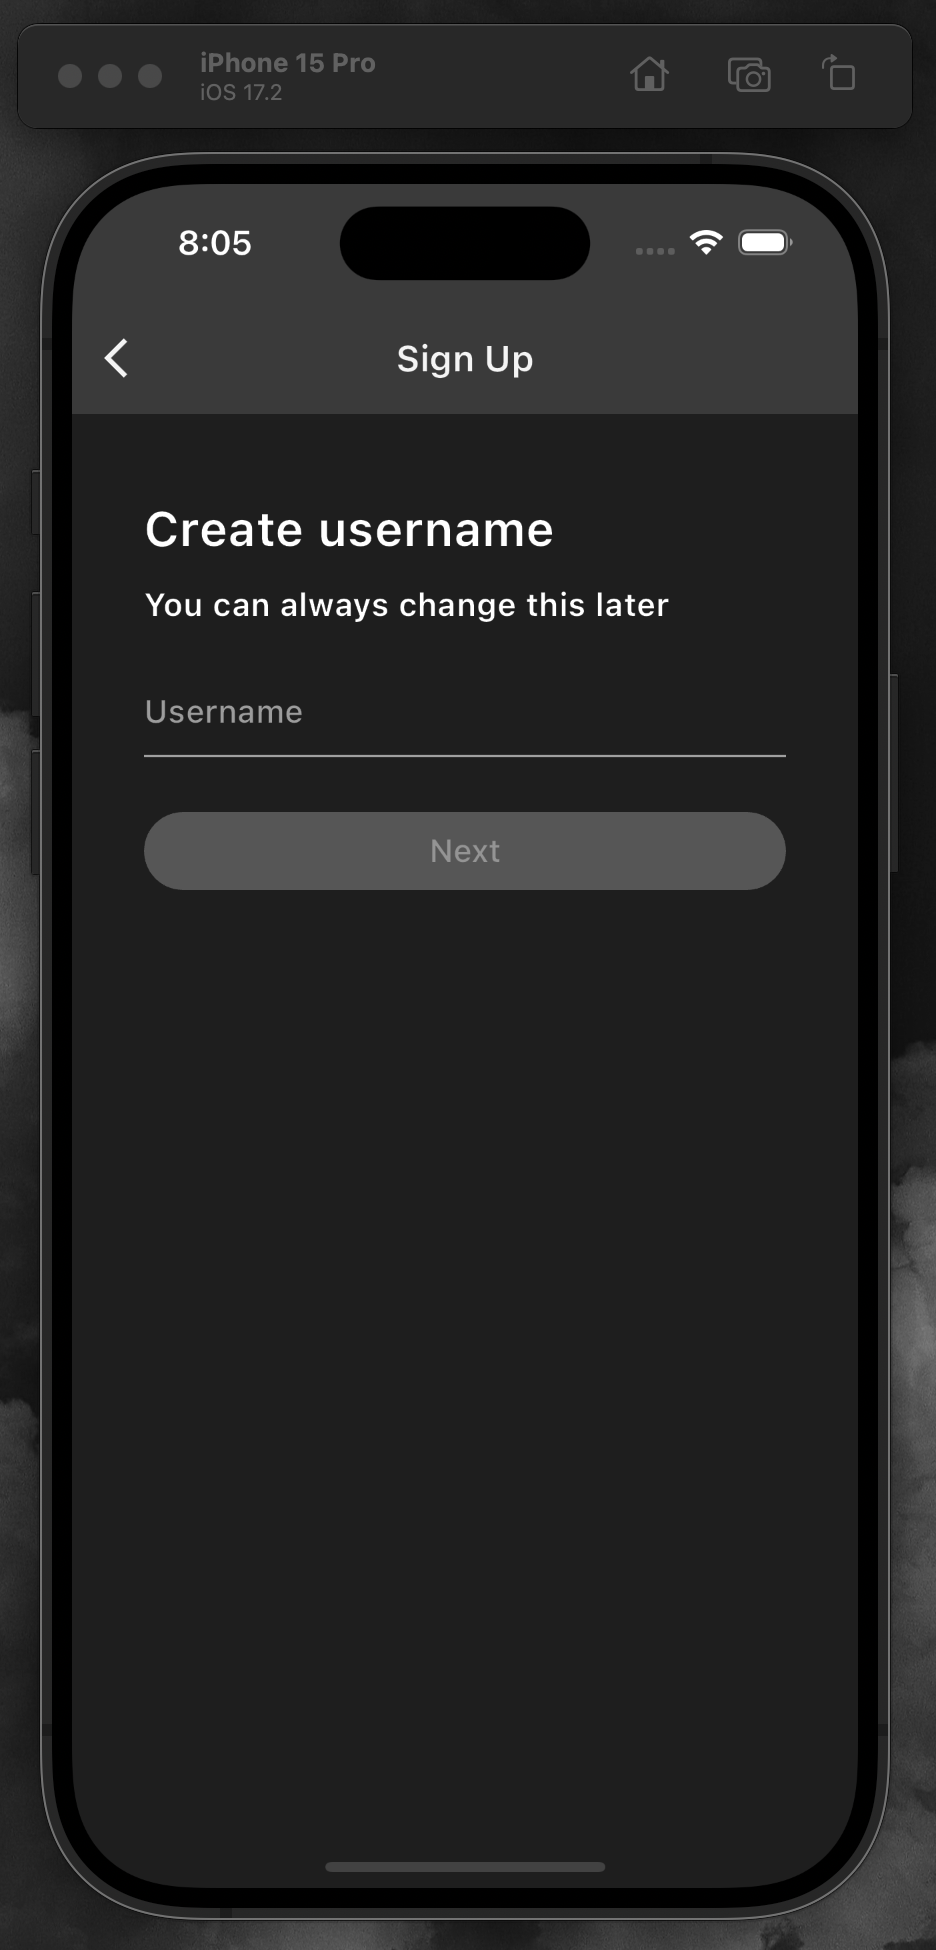 iPhone 15 Pro
iOS 17.2
8:05
Sign Up
Create username
You can always change this later
Username
Next